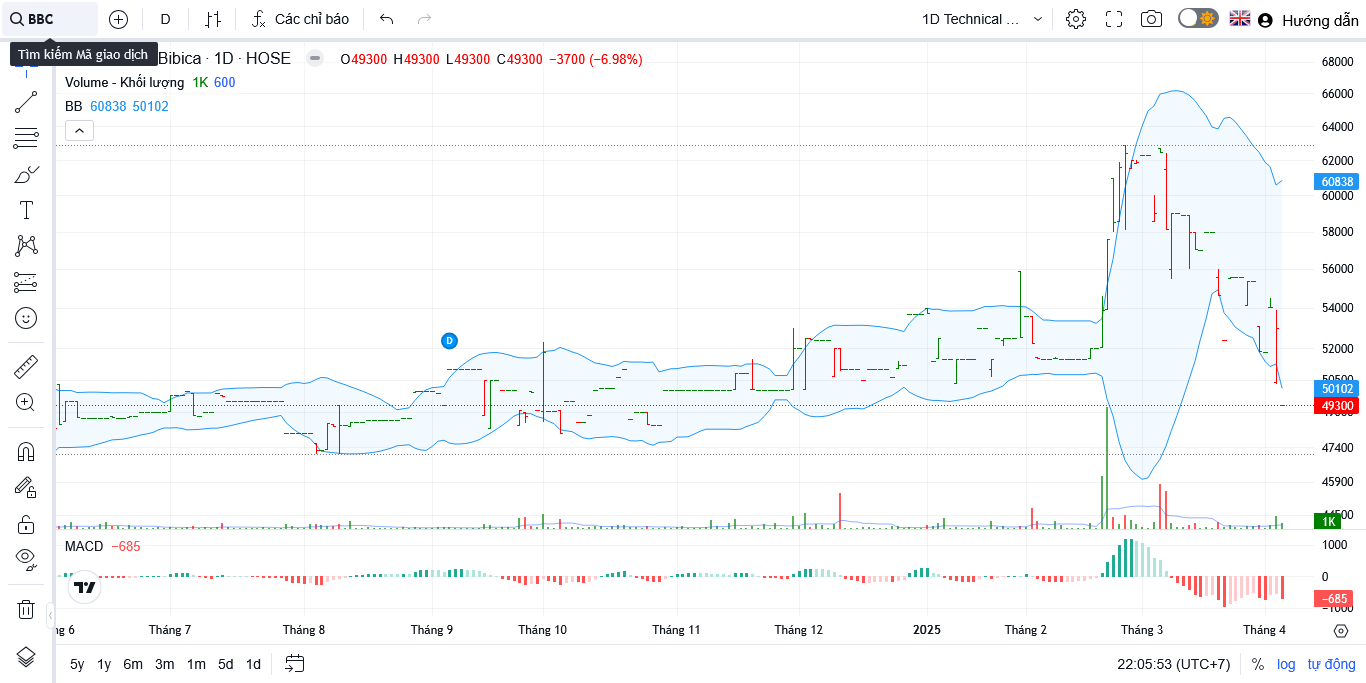 BBC
D
Các chỉ báo
1D Technical ...
Hướng dẫn
Tìm kiếm Mã giao dịch
Bibica · 1D · HOSE
O49300 H49300 L49300 C49300 −3700 (−6.98%)
Volume - Khối lượng 1K 600
BB 60838 50102
68000
66000
64000
62000
60838
60000
58000
56000
54000
52000
50102
49300
47400
45900
1K
44500
D
MACD −685
1000
0
−685
−1000
ng 6
Tháng 7
Tháng 8
Tháng 9
Tháng 10
Tháng 11
Tháng 12
2025
Tháng 2
Tháng 3
Tháng 4
5y 1y 6m 3m 1m 5d 1d
22:05:53 (UTC+7)
% log tự động